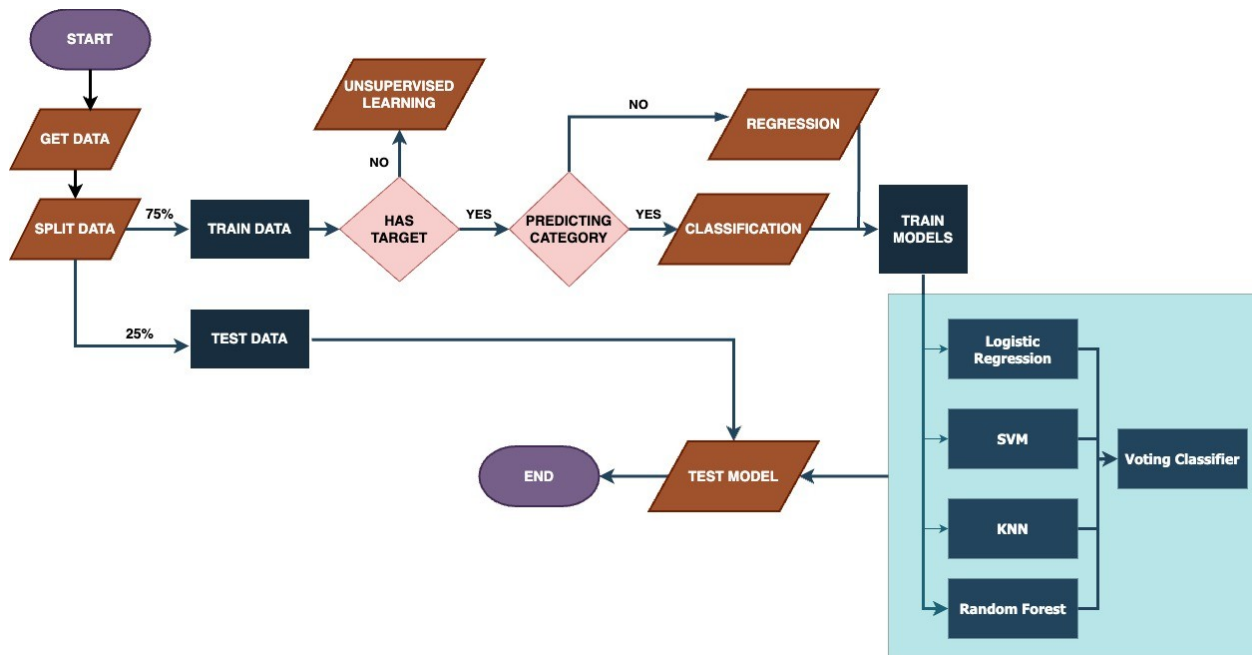 START
GET DATA
SPLIT DATA
75%
TRAIN DATA
HAS
TARGET
NO
UNSUPERVISED
LEARNING
YES
PREDICTING
CATEGORY
NO
REGRESSION
YES
CLASSIFICATION
TRAIN
MODELS
25%
TEST DATA
Logistic
Regression
SVM
KNN
Random Forest
Voting Classifier
TEST MODEL
END